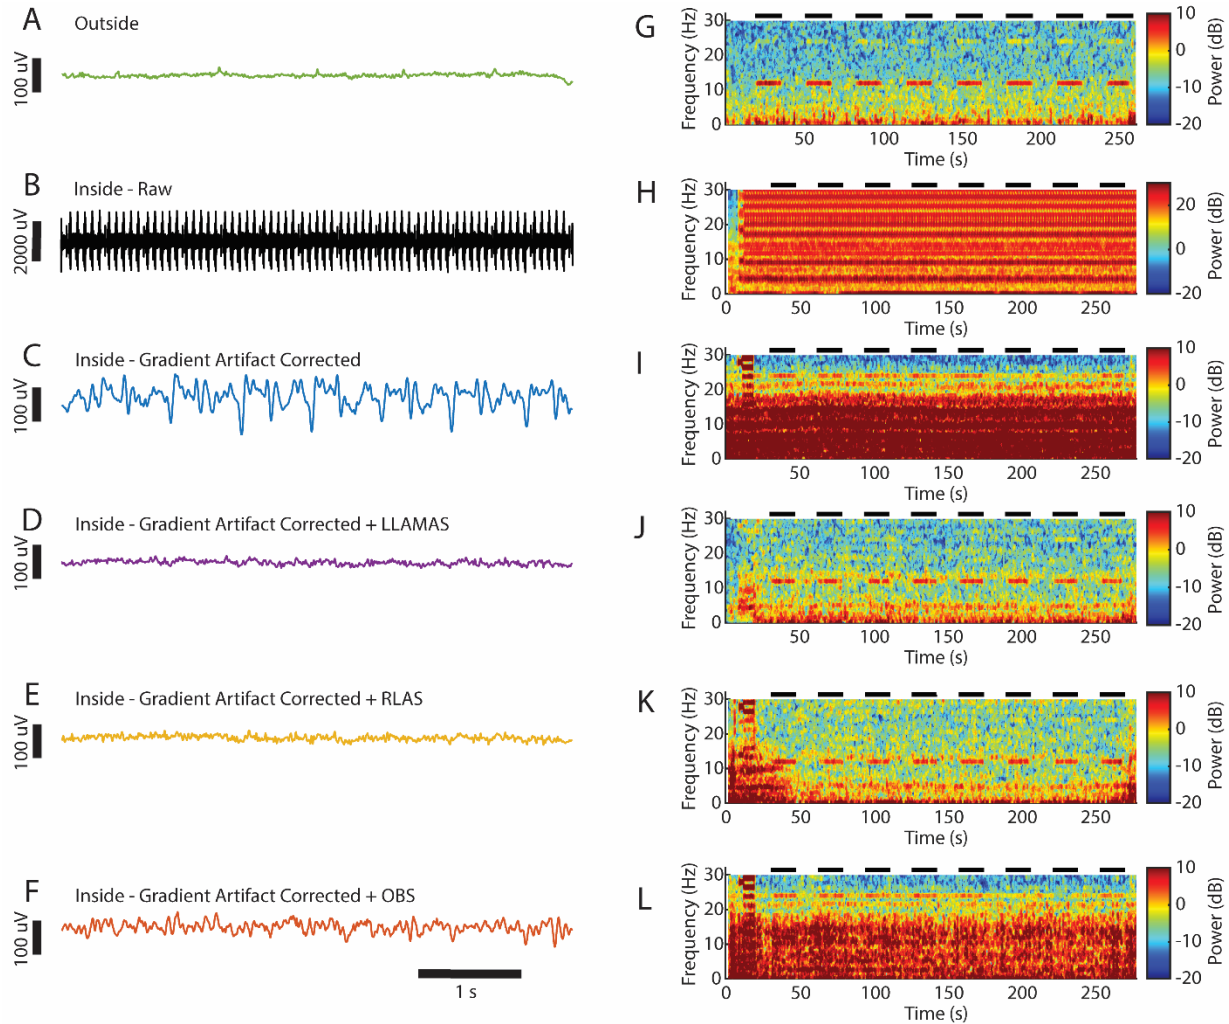 A
Outside
100 uV
B
Inside - Raw
2000 uV
C
Inside - Gradient Artifact Corrected
100 uV
D
Inside - Gradient Artifact Corrected + LLAMAS
100 uV
E
Inside - Gradient Artifact Corrected + RLAS
100 uV
F
Inside - Gradient Artifact Corrected + OBS
100 uV
1 s
G
Frequency (Hz)
30
20
10
0
50 100 150 200 250
Time (s)
10
0
-10
-20
Power (dB)
H
Frequency (Hz)
30
20
10
0
0 50 100 150 200 250
Time (s)
20
0
-20
Power (dB)
I
Frequency (Hz)
30
20
10
0
0 50 100 150 200 250
Time (s)
10
0
-10
-20
Power (dB)
J
Frequency (Hz)
30
20
10
0
0 50 100 150 200 250
Time (s)
10
0
-10
-20
Power (dB)
K
Frequency (Hz)
30
20
10
0
0 50 100 150 200 250
Time (s)
10
0
-10
-20
Power (dB)
L
Frequency (Hz)
30
20
10
0
0 50 100 150 200 250
Time (s)
10
0
-10
-20
Power (dB)